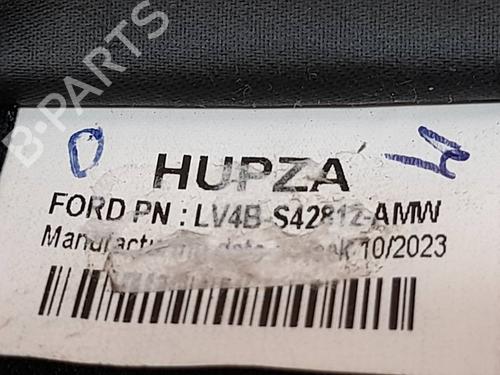 B-PARTS
HUPZA
FORD PN : LV4B-S42812-AMW
10/2023